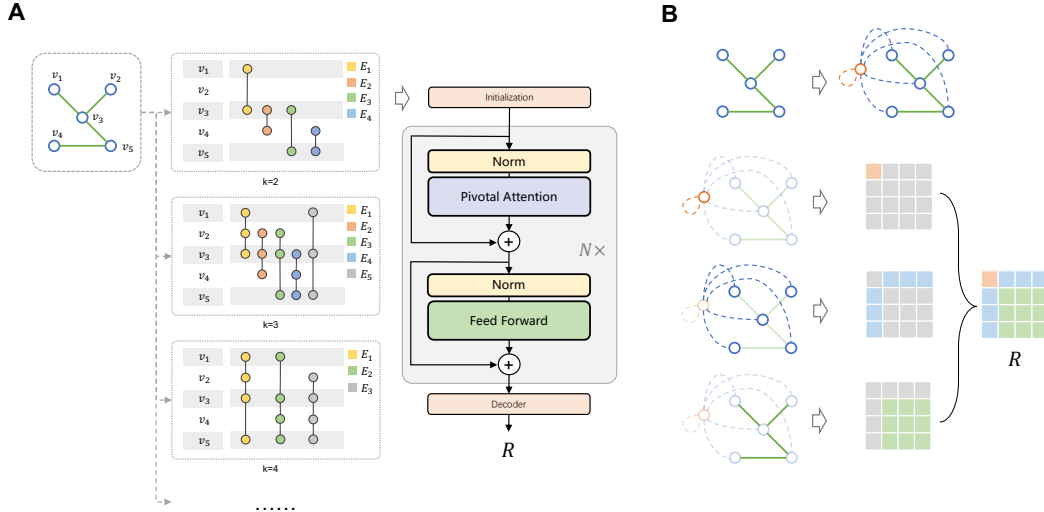 A
v1
v2
v3
v4
v5
v1
v2
v3
v4
v5
E1
E2
E3
E4
k=2
v1
v2
v3
v4
v5
E1
E2
E3
E4
E5
k=3
v1
v2
v3
v4
v5
E1
E2
E3
k=4
......
Initialization
Norm
Pivotal Attention
+
N×
Norm
Feed Forward
+
Decoder
R
B
R